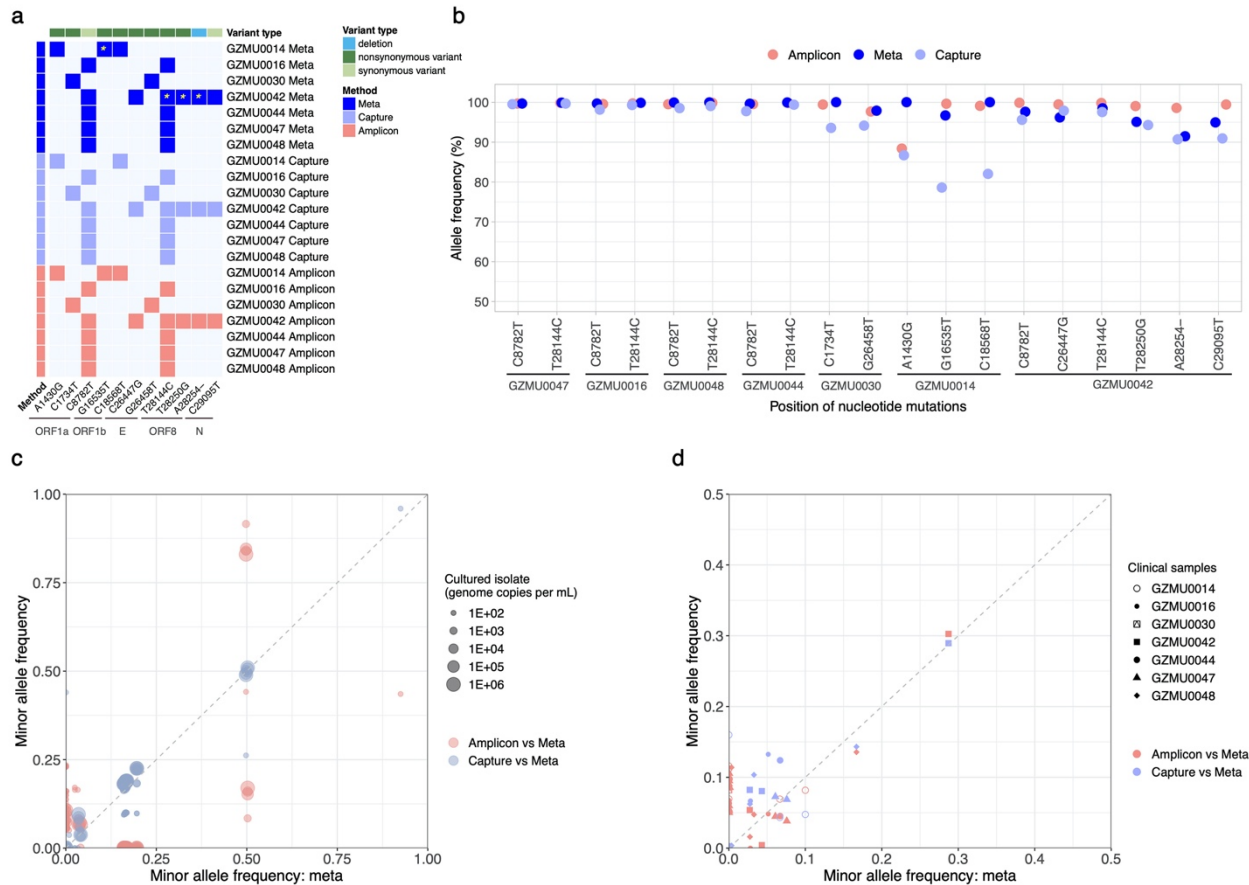 a
Variant type
GZMU0014 Meta
GZMU0016 Meta
GZMU0030 Meta
GZMU0042 Meta
GZMU0044 Meta
GZMU0047 Meta
GZMU0048 Meta
GZMU0014 Capture
GZMU0016 Capture
GZMU0030 Capture
GZMU0042 Capture
GZMU0044 Capture
GZMU0047 Capture
GZMU0048 Capture
GZMU0014 Amplicon
GZMU0016 Amplicon
GZMU0030 Amplicon
GZMU0042 Amplicon
GZMU0044 Amplicon
GZMU0047 Amplicon
GZMU0048 Amplicon
Method
A1430G
C1734T
C8782T
G16535T
C18568T
C26447G
G26458T
T28144C
T28250G
A28254--
C29095T
ORF1a ORF1b E ORF8 N
Variant type
deletion
nonsynonymous variant
synonymous variant
Method
Meta
Capture
Amplicon
b
Amplicon Meta Capture
Allele frequency (%)
100
90
80
70
60
50
C8782T
T28144C
C8782T
T28144C
C8782T
T28144C
C8782T
T28144C
C1734T
G26458T
A1430G
G16535T
C18568T
C8782T
C26447G
T28144C
T28250G
A28254--
C29095T
GZMU0047 GZMU0016 GZMU0048 GZMU0044 GZMU0030 GZMU0014 GZMU0042
Position of nucleotide mutations
c
Minor allele frequency
1.00
0.75
0.50
0.25
0.00
0.00 0.25 0.50 0.75 1.00
Minor allele frequency: meta
Cultured isolate
(genome copies per mL)
1E+02
1E+03
1E+04
1E+05
1E+06
Amplicon vs Meta
Capture vs Meta
d
Minor allele frequency
0.5
0.4
0.3
0.2
0.1
0.0
0.0 0.1 0.2 0.3 0.4 0.5
Minor allele frequency: meta
Clinical samples
GZMU0014
GZMU0016
GZMU0030
GZMU0042
GZMU0044
GZMU0047
GZMU0048
Amplicon vs Meta
Capture vs Meta